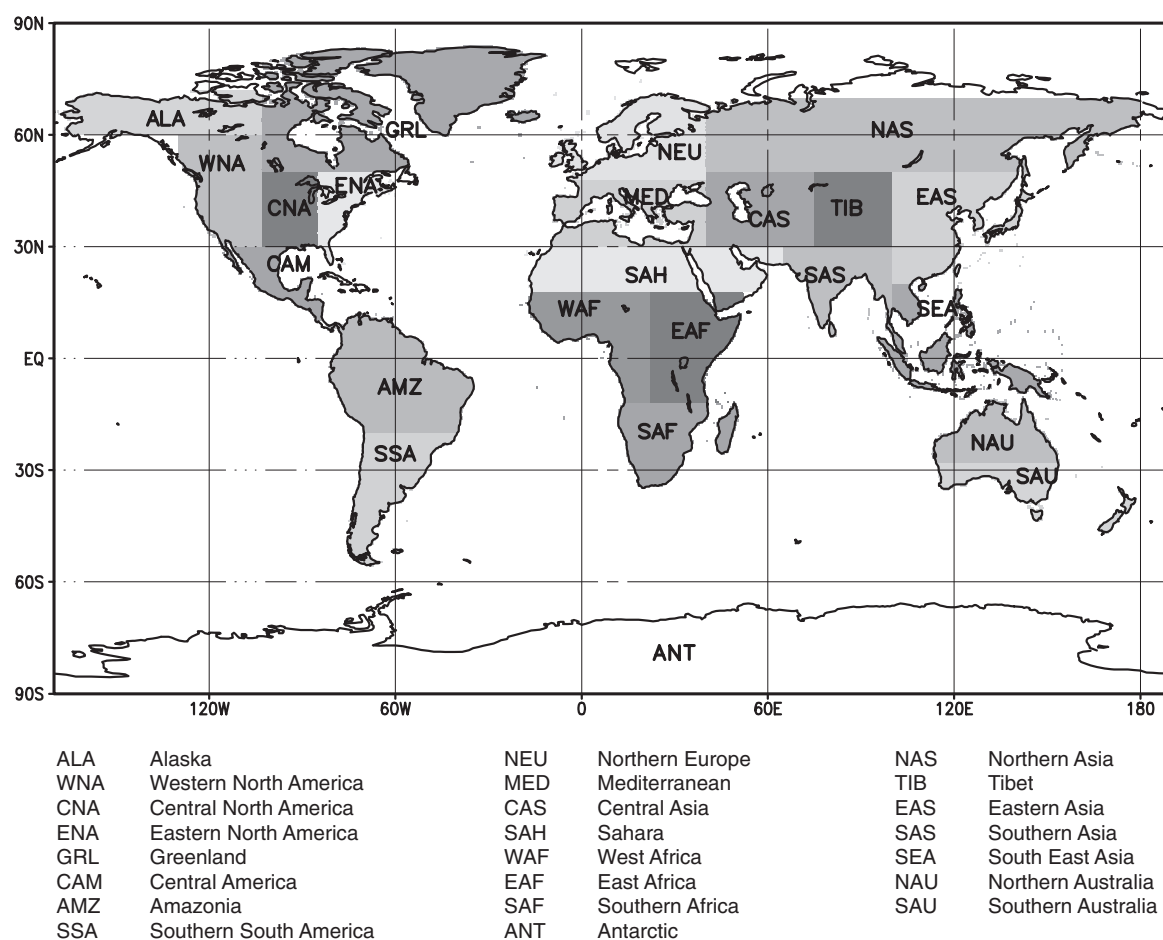 90N
ALA
GRL
60N
NAS
WNA
NEU
ENA
EAS
MED
CNA
TIB
CAS
30N
CAM
SAH
SAS
WAF
SEA
EAF
EQ
AMZ
SAF
NAU
SSA
30S
SAU
60S
ANT
90S
120W 60W 0 60E 120E 180
ALA Alaska NEU Northern Europe NAS Northern Asia
WNA Western North America MED Mediterranean TIB Tibet
CNA Central North America CAS Central Asia EAS Eastern Asia
ENA Eastern North America SAH Sahara SAS Southern Asia
GRL Greenland WAF West Africa SEA South East Asia
CAM Central America EAF East Africa NAU Northern Australia
AMZ Amazonia SAF Southern Africa SAU Southern Australia
SSA Southern South America ANT Antarctic